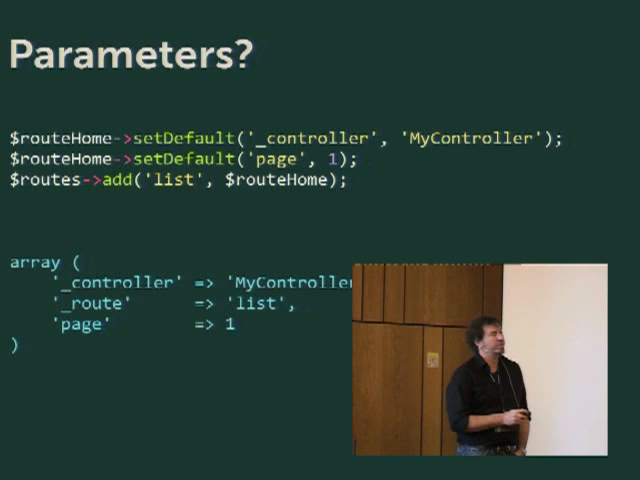 Parameters?
$routeHome->setDefault('_controller', 'MyController');
$routeHome->setDefault('page', 1);
$routes->add('list', $routeHome);
array (
'_controller' => 'MyController
'_route' => 'list',
'page' => 1
)